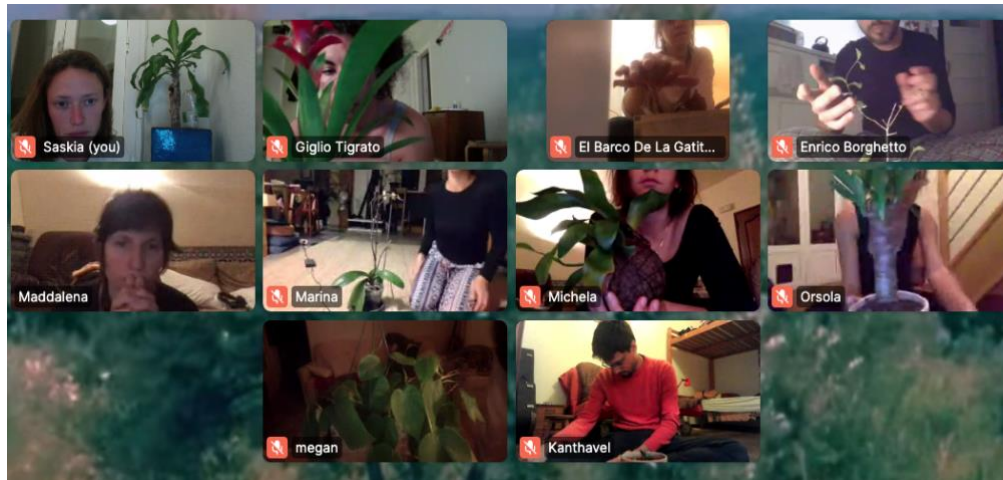 Saskia (you)
Giglio Tigrato
El Barco De La Gatit...
Enrico Borghetto
Maddalena
Marina
Michela
Orsola
megan
Kanthavel